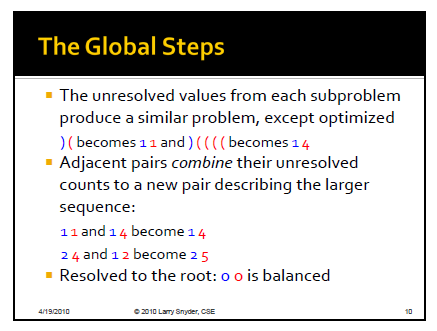 The Global Steps
The unresolved values from each subproblem
produce a similar problem, except optimized
)( becomes 1 1 and )(((( becomes 1 4
Adjacent pairs combine their unresolved
counts to a new pair describing the larger
sequence:
1 1 and 1 4 become 1 4
2 4 and 1 2 become 2 5
Resolved to the root: 0 0 is balanced
4/19/2010 © 2010 Larry Snyder, CSE 10